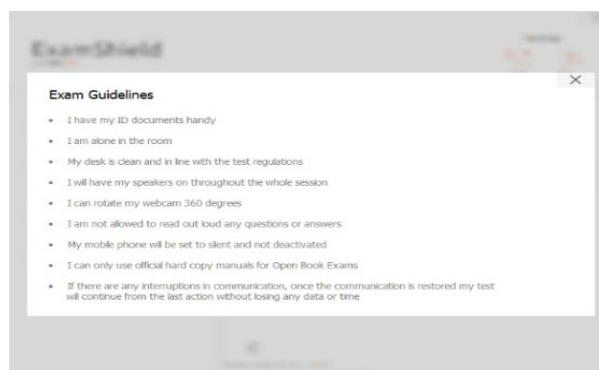 ExamShield
Exam Guidelines
• I have my ID documents handy
• I am alone in the room
• My desk is clean and in line with the test regulations
• I will have my speakers on throughout the whole session
• I can rotate my webcam 360 degrees
• I am not allowed to read out loud any questions or answers
• My mobile phone will be set to silent and not deactivated
• I can only use official hard copy manuals for Open Book Exams
• If there are any interruptions in communication, once the communication is restored my test
will continue from the last action without losing any data or time